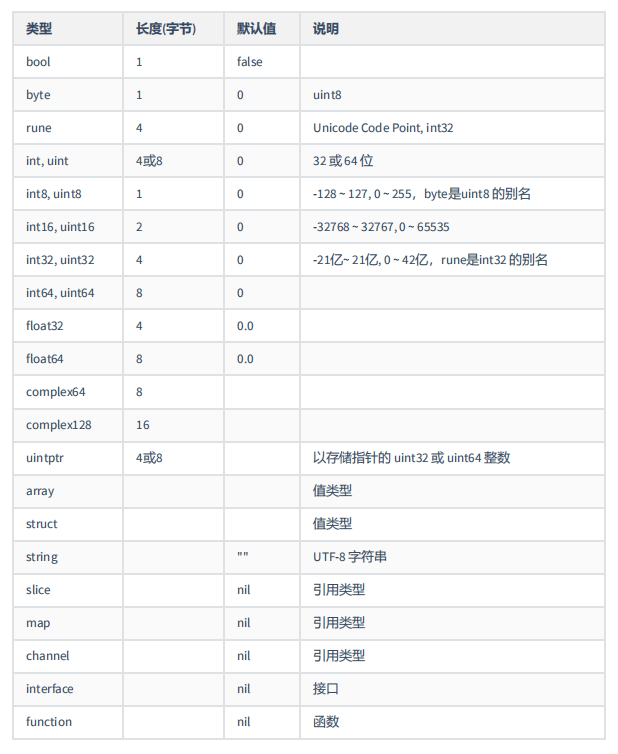 类型 长度(字节) 默认值 说明
bool 1 false
byte 1 0 uint8
rune 4 0 Unicode Code Point, int32
int, uint 4或8 0 32 或 64 位
int8, uint8 1 0 -128 ~ 127, 0 ~ 255，byte是uint8 的别名
int16, uint16 2 0 -32768 ~ 32767, 0 ~ 65535
int32, uint32 4 0 -21亿~ 21亿, 0 ~ 42亿，rune是int32 的别名
int64, uint64 8 0
float32 4 0.0
float64 8 0.0
complex64 8
complex128 16
uintptr 4或8 以存储指针的 uint32 或 uint64 整数
array 值类型
struct 值类型
string "" UTF-8 字符串
slice nil 引用类型
map nil 引用类型
channel nil 引用类型
interface nil 接口
function nil 函数